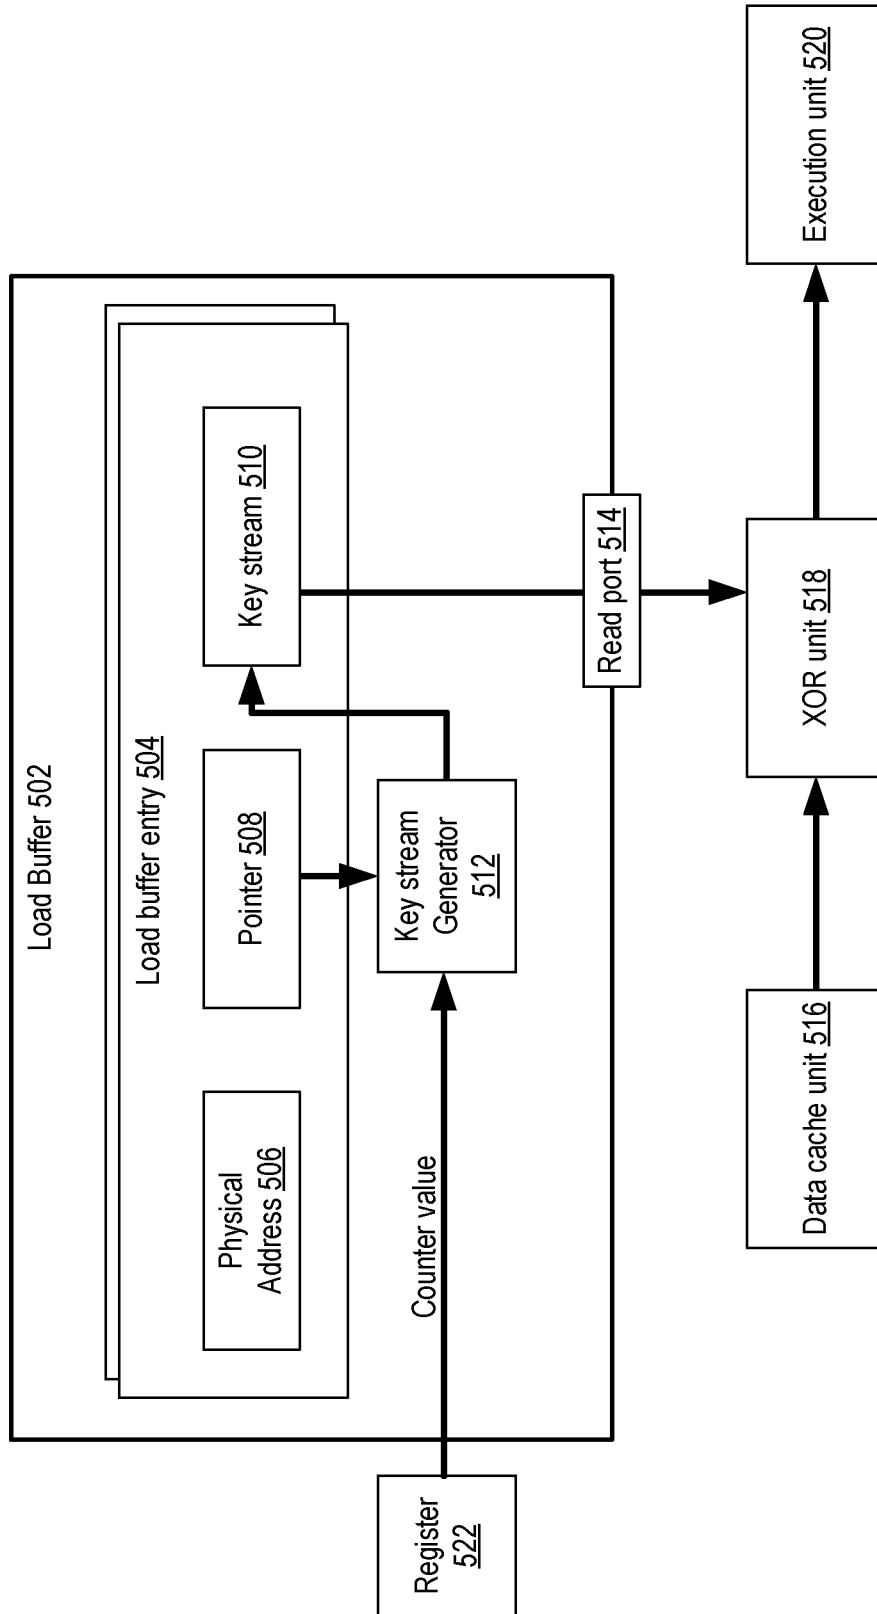 Load Buffer 502
Load buffer entry 504
Physical
Address 506
Pointer 508
Key stream 510
Register
522
Counter value
Key stream
Generator
512
Read port 514
Data cache unit 516
XOR unit 518
Execution unit 520